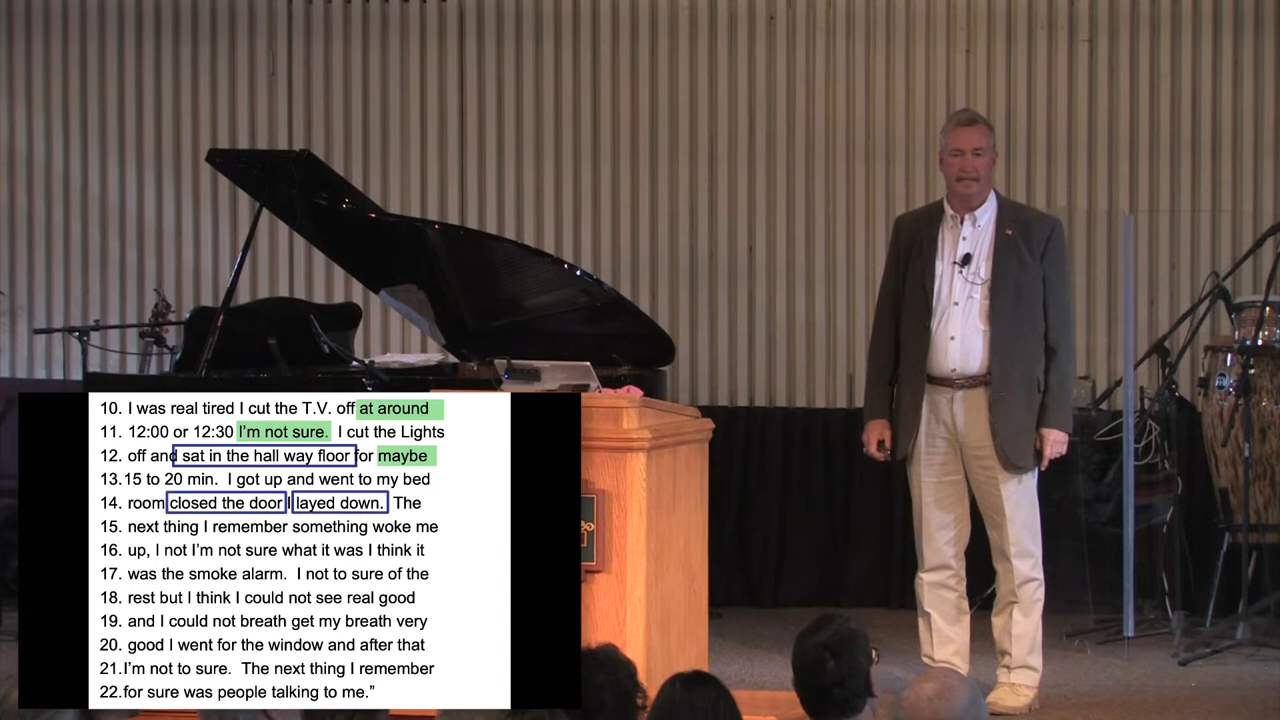 10. I was real tired I cut the T.V. off at around
11. 12:00 or 12:30 I'm not sure. I cut the Lights
12. off and sat in the hall way floor for maybe
13.15 to 20 min. I got up and went to my bed
14. room closed the door I layed down. The
15. next thing I remember something woke me
16. up, I not I'm not sure what it was I think it
17. was the smoke alarm. I not to sure of the
18. rest but I think I could not see real good
19. and I could not breath get my breath very
20. good I went for the window and after that
21.I'm not to sure. The next thing I remember
22.for sure was people talking to me.”